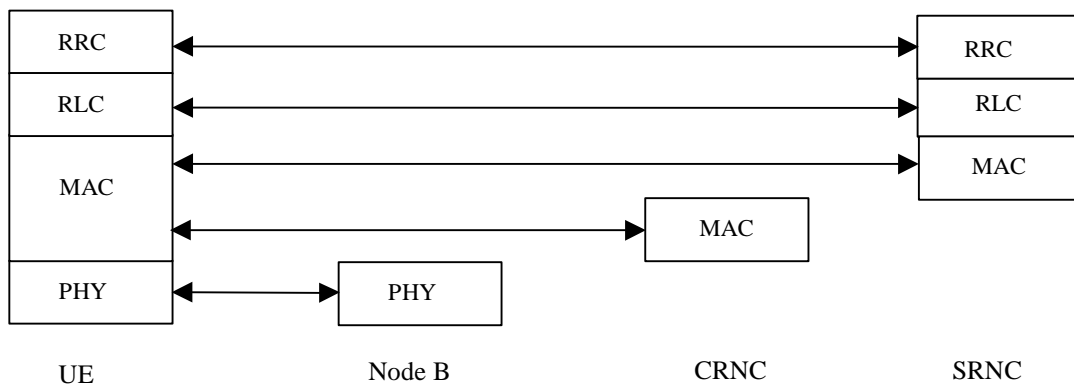 RRC
RRC
RLC
RLC
MAC
MAC
MAC
PHY
PHY
UE
Node B
CRNC
SRNC